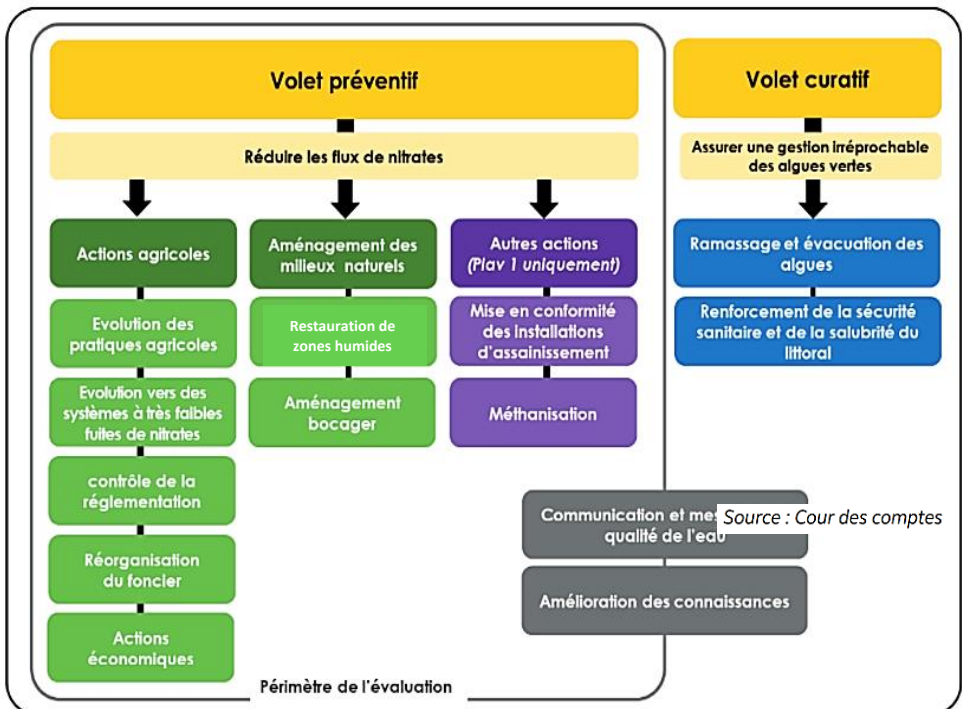 Volet préventif
Réduire les flux de nitrates
Actions agricoles
Evolution des
pratiques agricoles
Evolution vers des
systèmes à très faibles
fuites de nitrates
contrôle de la
réglementation
Réorganisation
du foncier
Actions
économiques
Aménagement des
milieux naturels
Restauration de
zones humides
Aménagement
bocager
Autres actions
(Plav 1 uniquement)
Mise en conformité
des installations
d'assainissement
Méthanisation
Volet curatif
Assurer une gestion irréprochable
des algues vertes
Ramassage et évacuation des
algues
Renforcement de la sécurité
sanitaire et de la salubrité du
littoral
Communication et
qualité de l'eau
Source : Cour des comptes
Amélioration des connaissances
Périmètre de l'évaluation